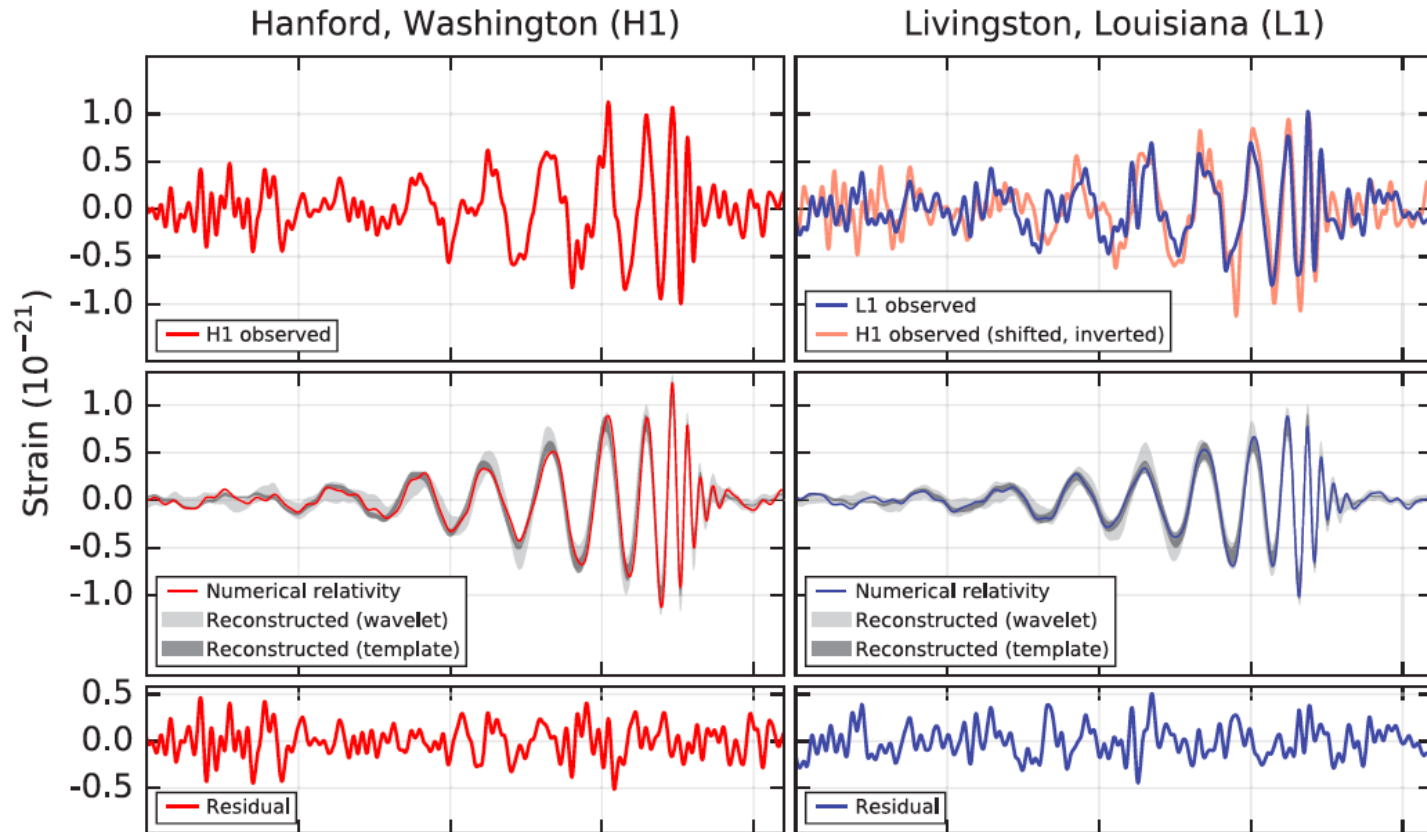 Hanford, Washington (H1)
Livingston, Louisiana (L1)
Strain (10⁻²¹)
1.0
0.5
0.0
-0.5
-1.0
H1 observed
L1 observed
H1 observed (shifted, inverted)
1.0
0.5
0.0
-0.5
-1.0
Numerical relativity
Reconstructed (wavelet)
Reconstructed (template)
Numerical relativity
Reconstructed (wavelet)
Reconstructed (template)
0.5
0.0
-0.5
Residual
Residual